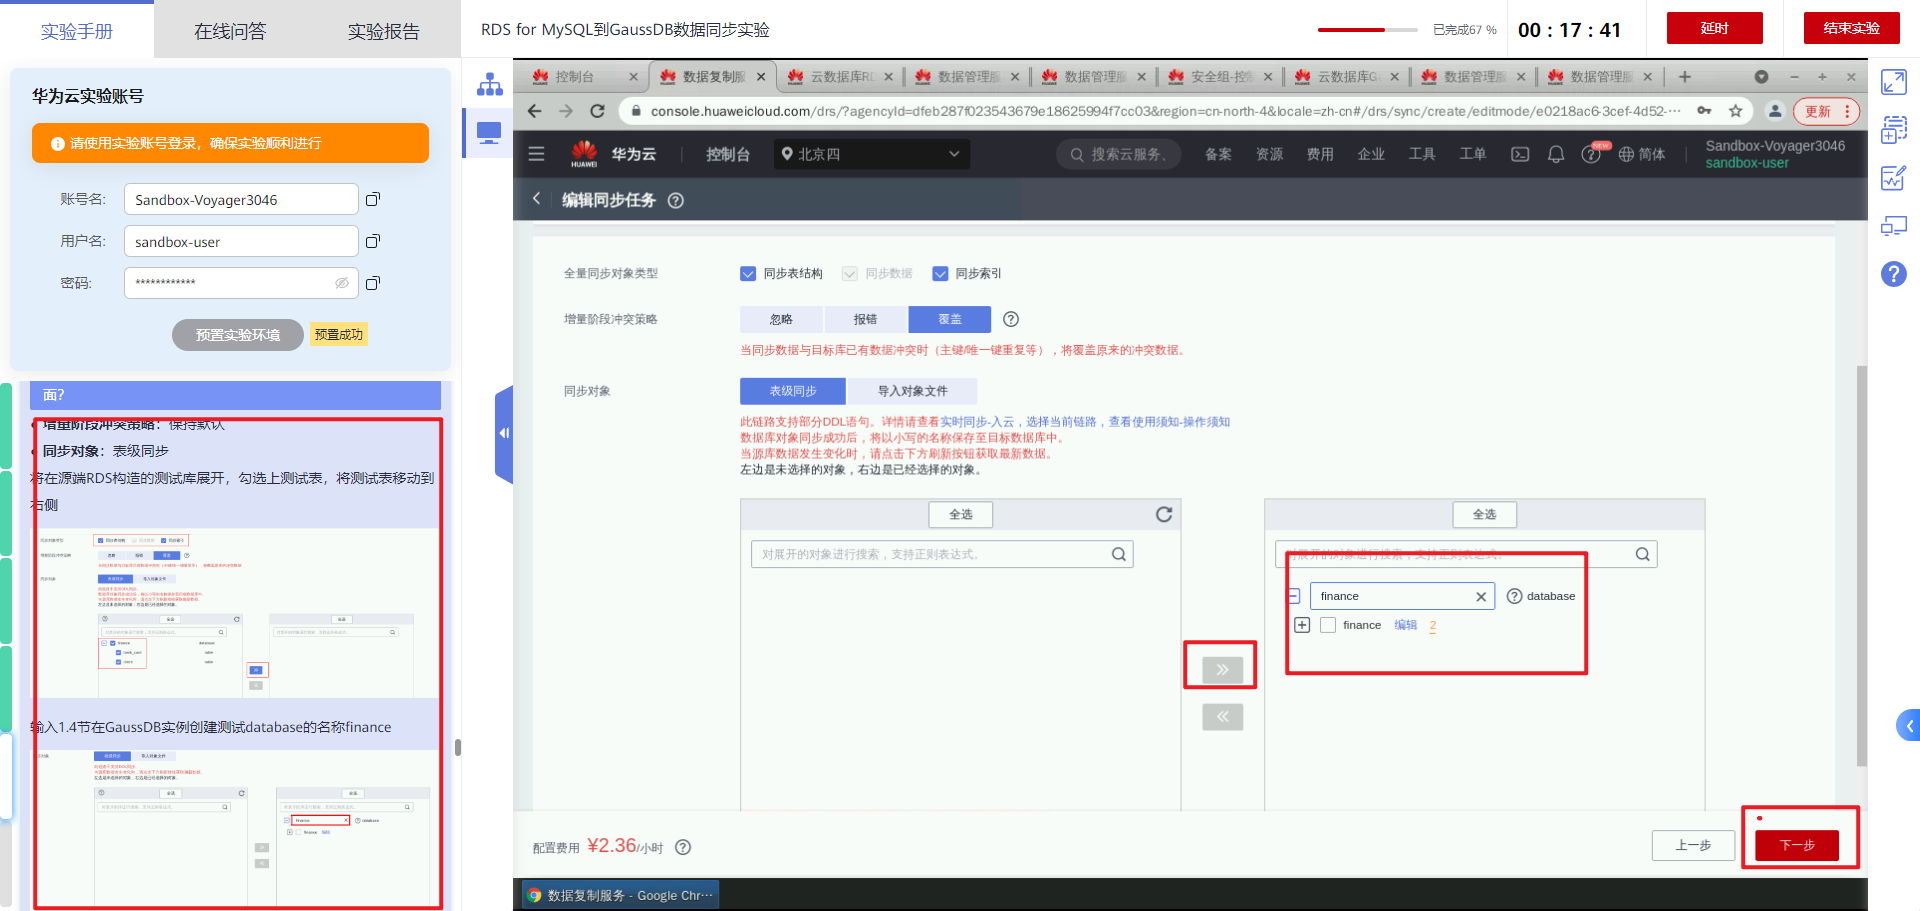 实验手册
在线问答
实验报告
RDS for MySQL到GaussDB数据同步实验
已完成67 %
00 : 17 : 41
延时
结束实验
华为云实验账号
请使用实验账号登录，确保实验顺利进行
账号名:
Sandbox-Voyager3046
用户名:
sandbox-user
密码:
************
预置实验环境
预置成功
面?
增量阶段冲突策略：保持默认
同步对象：表级同步
将在源端RDS构造的测试库展开，勾选上测试表，将测试表移动到
右侧
输入1.4节在GaussDB实例创建测试database的名称finance
控制台
数据复制服
云数据库RD
数据管理服
数据管理服
安全组-控制
云数据库G
数据管理服
数据管理服
console.huaweicloud.com/drs/?agencyId=dfeb287f023543679e18625994f7cc03&region=cn-north-4&locale=zh-cn#/drs/sync/create/editmode/e0218ac6-3cef-4d52-···
更新
HUAWEI
华为云
控制台
北京四
搜索云服务、
备案
资源
费用
企业
工具
工单
NEW
简体
Sandbox-Voyager3046
sandbox-user
编辑同步任务
全量同步对象类型
同步表结构
同步数据
同步索引
增量阶段冲突策略
忽略
报错
覆盖
当同步数据与目标库已有数据冲突时（主键/唯一键重复等），将覆盖原来的冲突数据。
同步对象
表级同步
导入对象文件
此链路支持部分DDL语句。详情请查看实时同步-入云，选择当前链路，查看使用须知-操作须知
数据库对象同步成功后，将以小写的名称保存至目标数据库中。
当源库数据发生变化时，请点击下方刷新按钮获取最新数据。
左边是未选择的对象，右边是已经选择的对象。
全选
对展开的对象进行搜索，支持正则表达式。
全选
对展开的对象进行搜索，支持正则表达式。
finance
database
finance 编辑 2
配置费用 ¥2.36/小时
上一步
下一步
数据复制服务 - Google Chr···